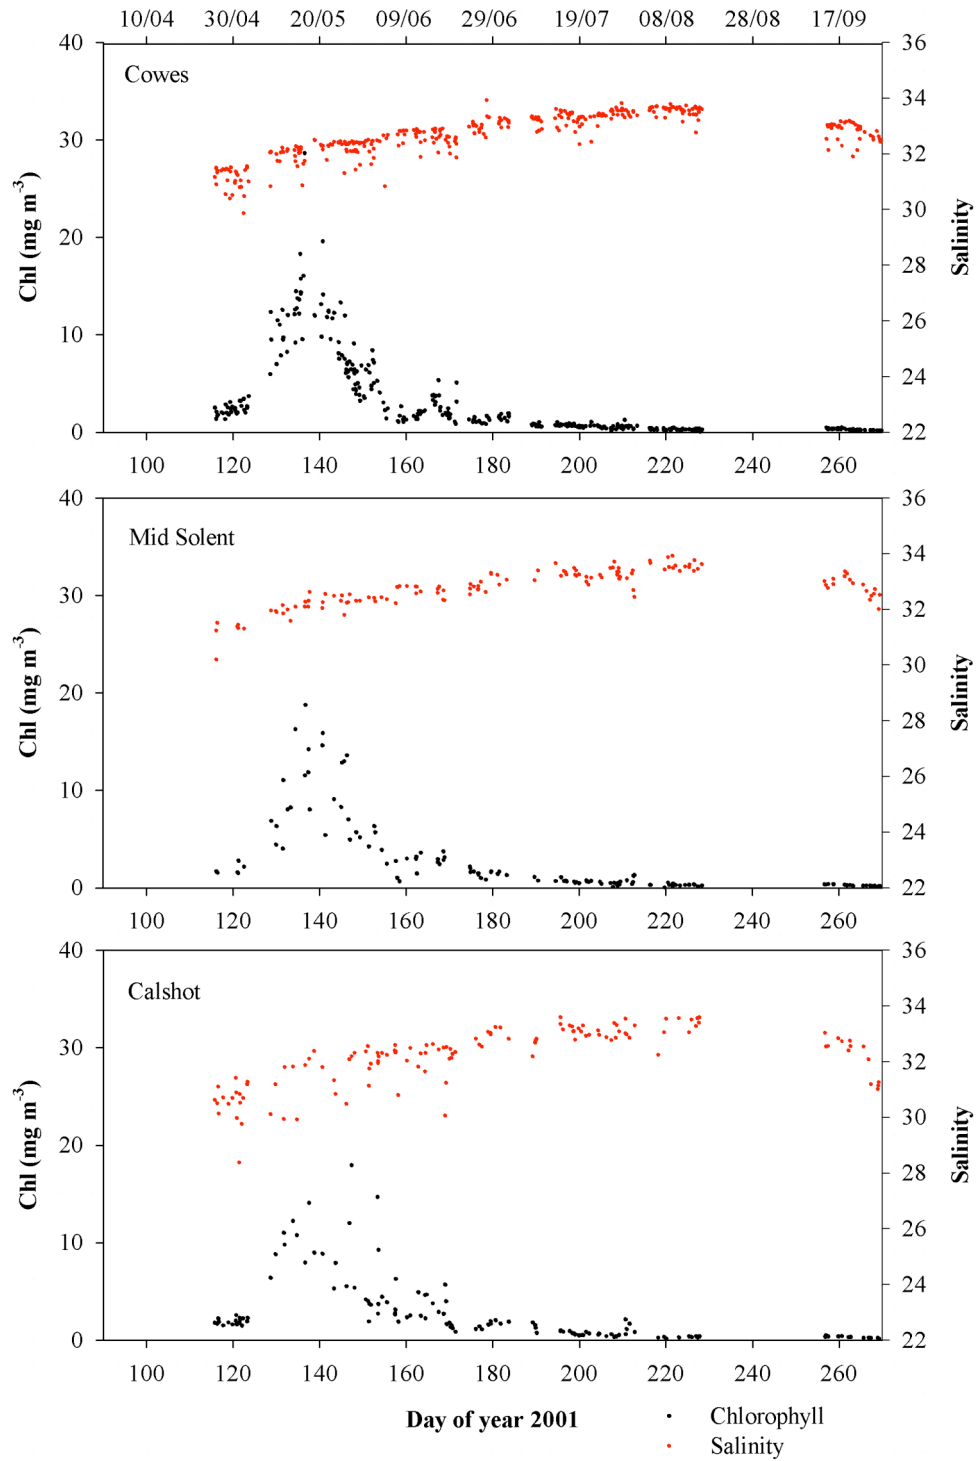 10/04 30/04 20/05 09/06 29/06 19/07 08/08 28/08 17/09
40 36
Cowes
34
30
32
Chl (mg m⁻³) 20 30 Salinity
28
10 26
24
0 22
100 120 140 160 180 200 220 240 260
40 36
Mid Solent
34
30
32
Chl (mg m⁻³) 20 30 Salinity
28
10 26
24
0 22
100 120 140 160 180 200 220 240 260
40 36
Calshot
34
30
32
Chl (mg m⁻³) 20 30 Salinity
28
10 26
24
0 22
100 120 140 160 180 200 220 240 260
Day of year 2001
Chlorophyll
Salinity